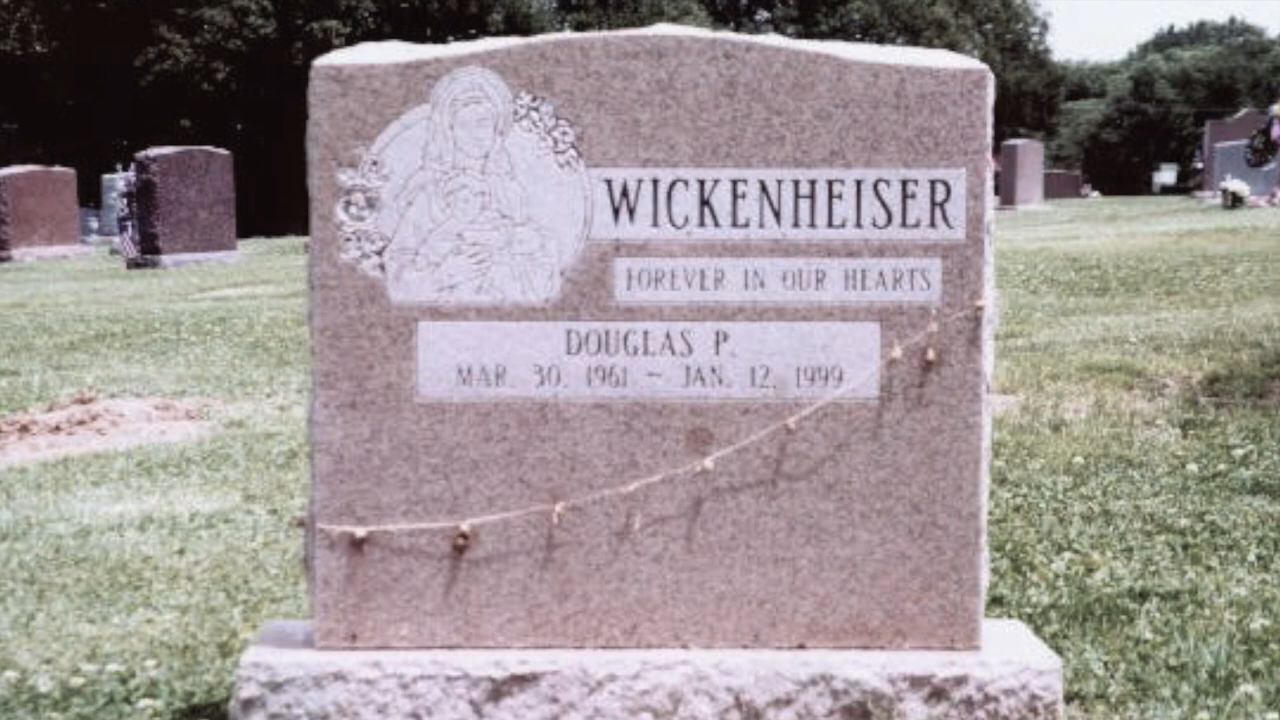 WICKENHEISER
FOREVER IN OUR HEARTS
DOUGLAS P.
MAR. 30, 1961 ~ JAN. 12, 1999